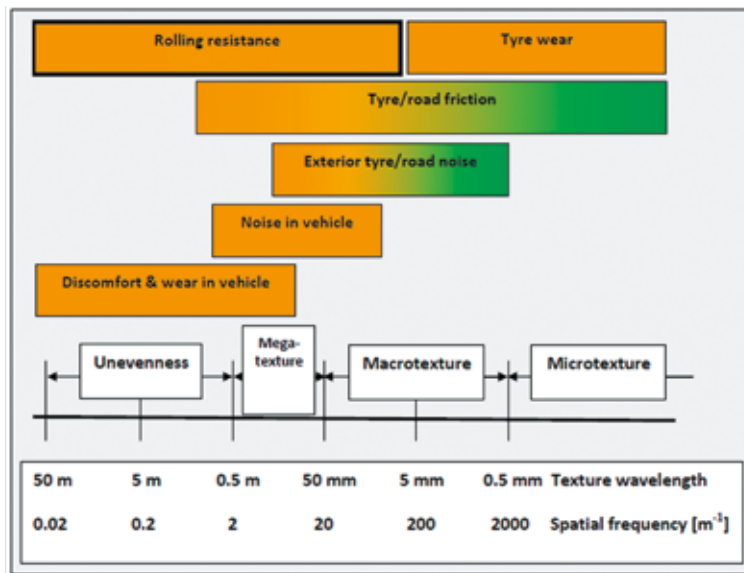 Rolling resistance
Tyre wear
Tyre/road friction
Exterior tyre/road noise
Noise in vehicle
Discomfort & wear in vehicle
Unevenness
Mega-
texture
Macrotexture
Microtexture
50 m 5 m 0.5 m 50 mm 5 mm 0.5 mm Texture wavelength
0.02 0.2 2 20 200 2000 Spatial frequency [m⁻¹]